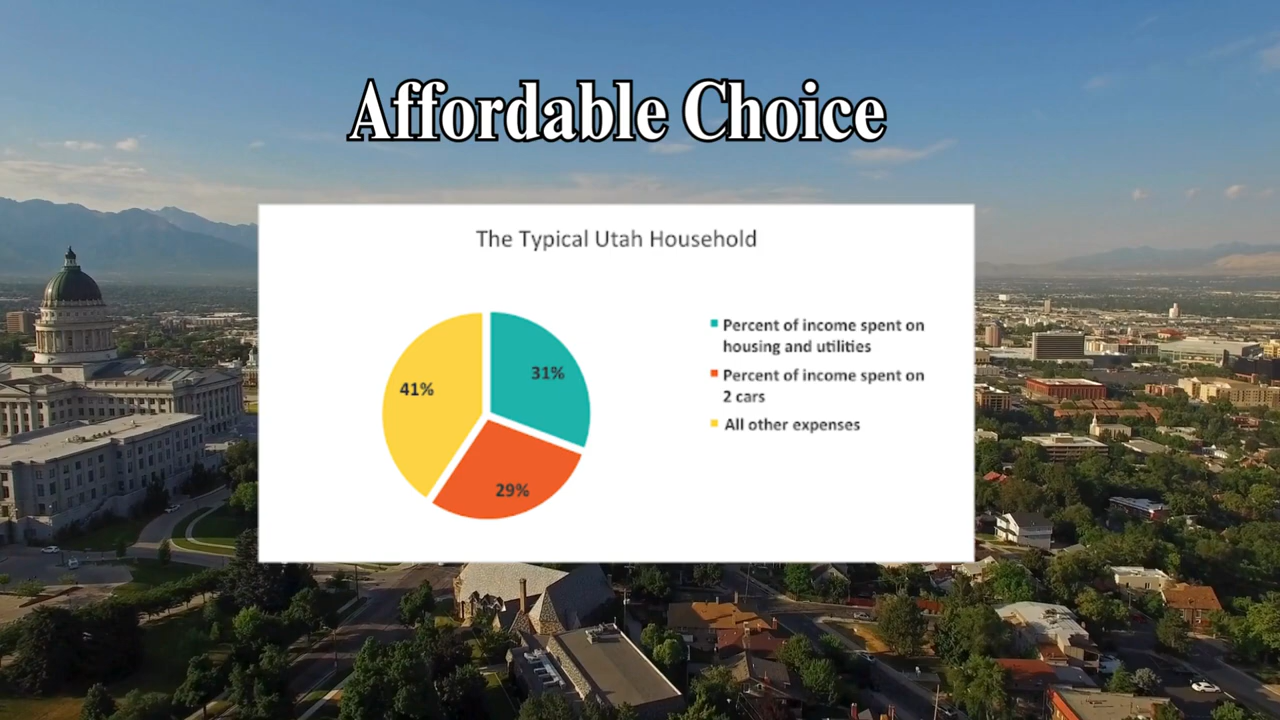 Affordable Choice
The Typical Utah Household
31%
41%
29%
Percent of income spent on
housing and utilities
Percent of income spent on
2 cars
All other expenses